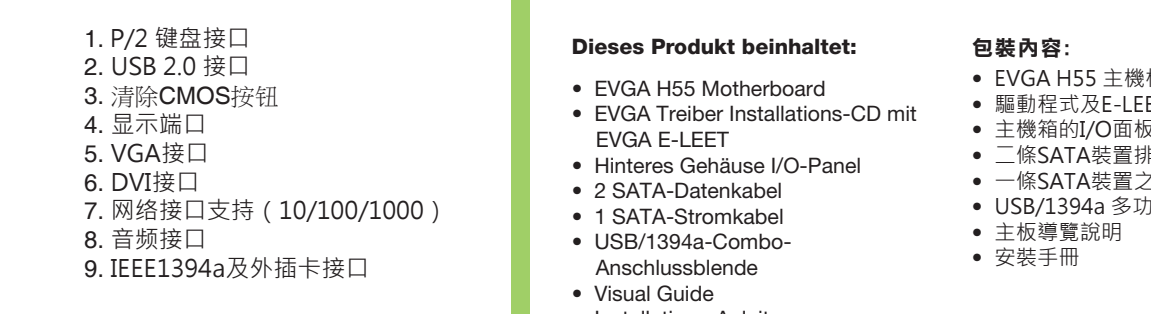 1. P/2 键盘接口
2. USB 2.0 接口
3. 清除CMOS按钮
4. 显示端口
5. VGA接口
6. DVI接口
7. 网络接口支持（10/100/1000）
8. 音频接口
9. IEEE1394a及外插卡接口
Dieses Produkt beinhaltet:
• EVGA H55 Motherboard
• EVGA Treiber Installations-CD mit
EVGA E-LEET
• Hinteres Gehäuse I/O-Panel
• 2 SATA-Datenkabel
• 1 SATA-Stromkabel
• USB/1394a-Combo-
Anschlussblende
• Visual Guide
包裝內容:
• EVGA H55 主機
• 驅動程式及E-LEE
• 主機箱的I/O面板
• 二條SATA裝置排
• 一條SATA裝置之
• USB/1394a 多功
• 主板導覽說明
• 安裝手冊